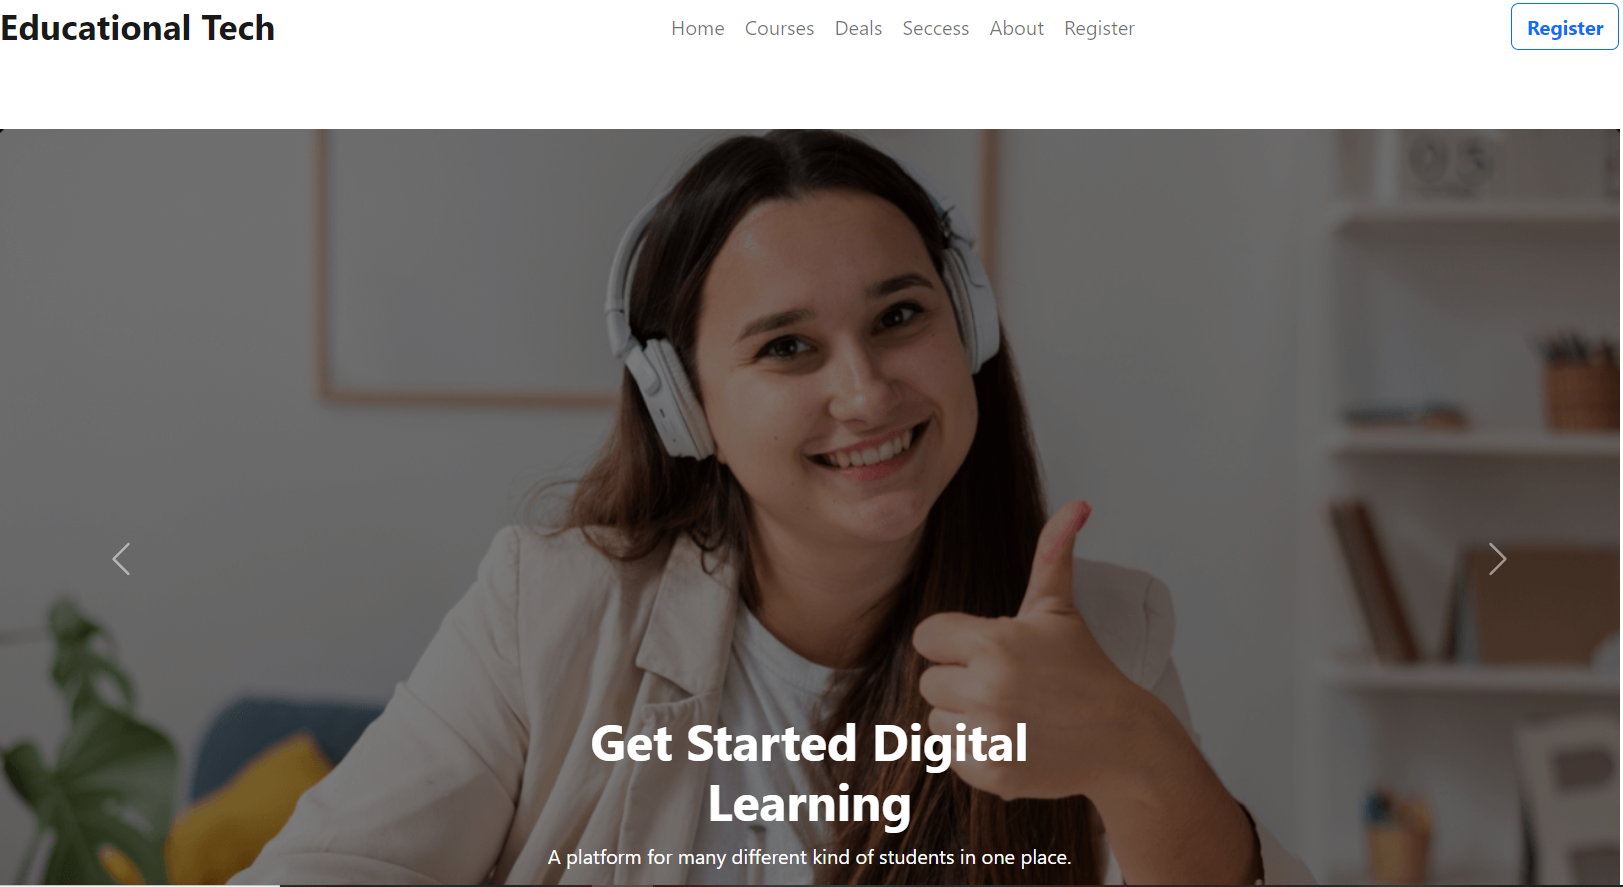 Educational Tech
Home Courses Deals Seccess About Register
Register
Get Started Digital
Learning
A platform for many different kind of students in one place.